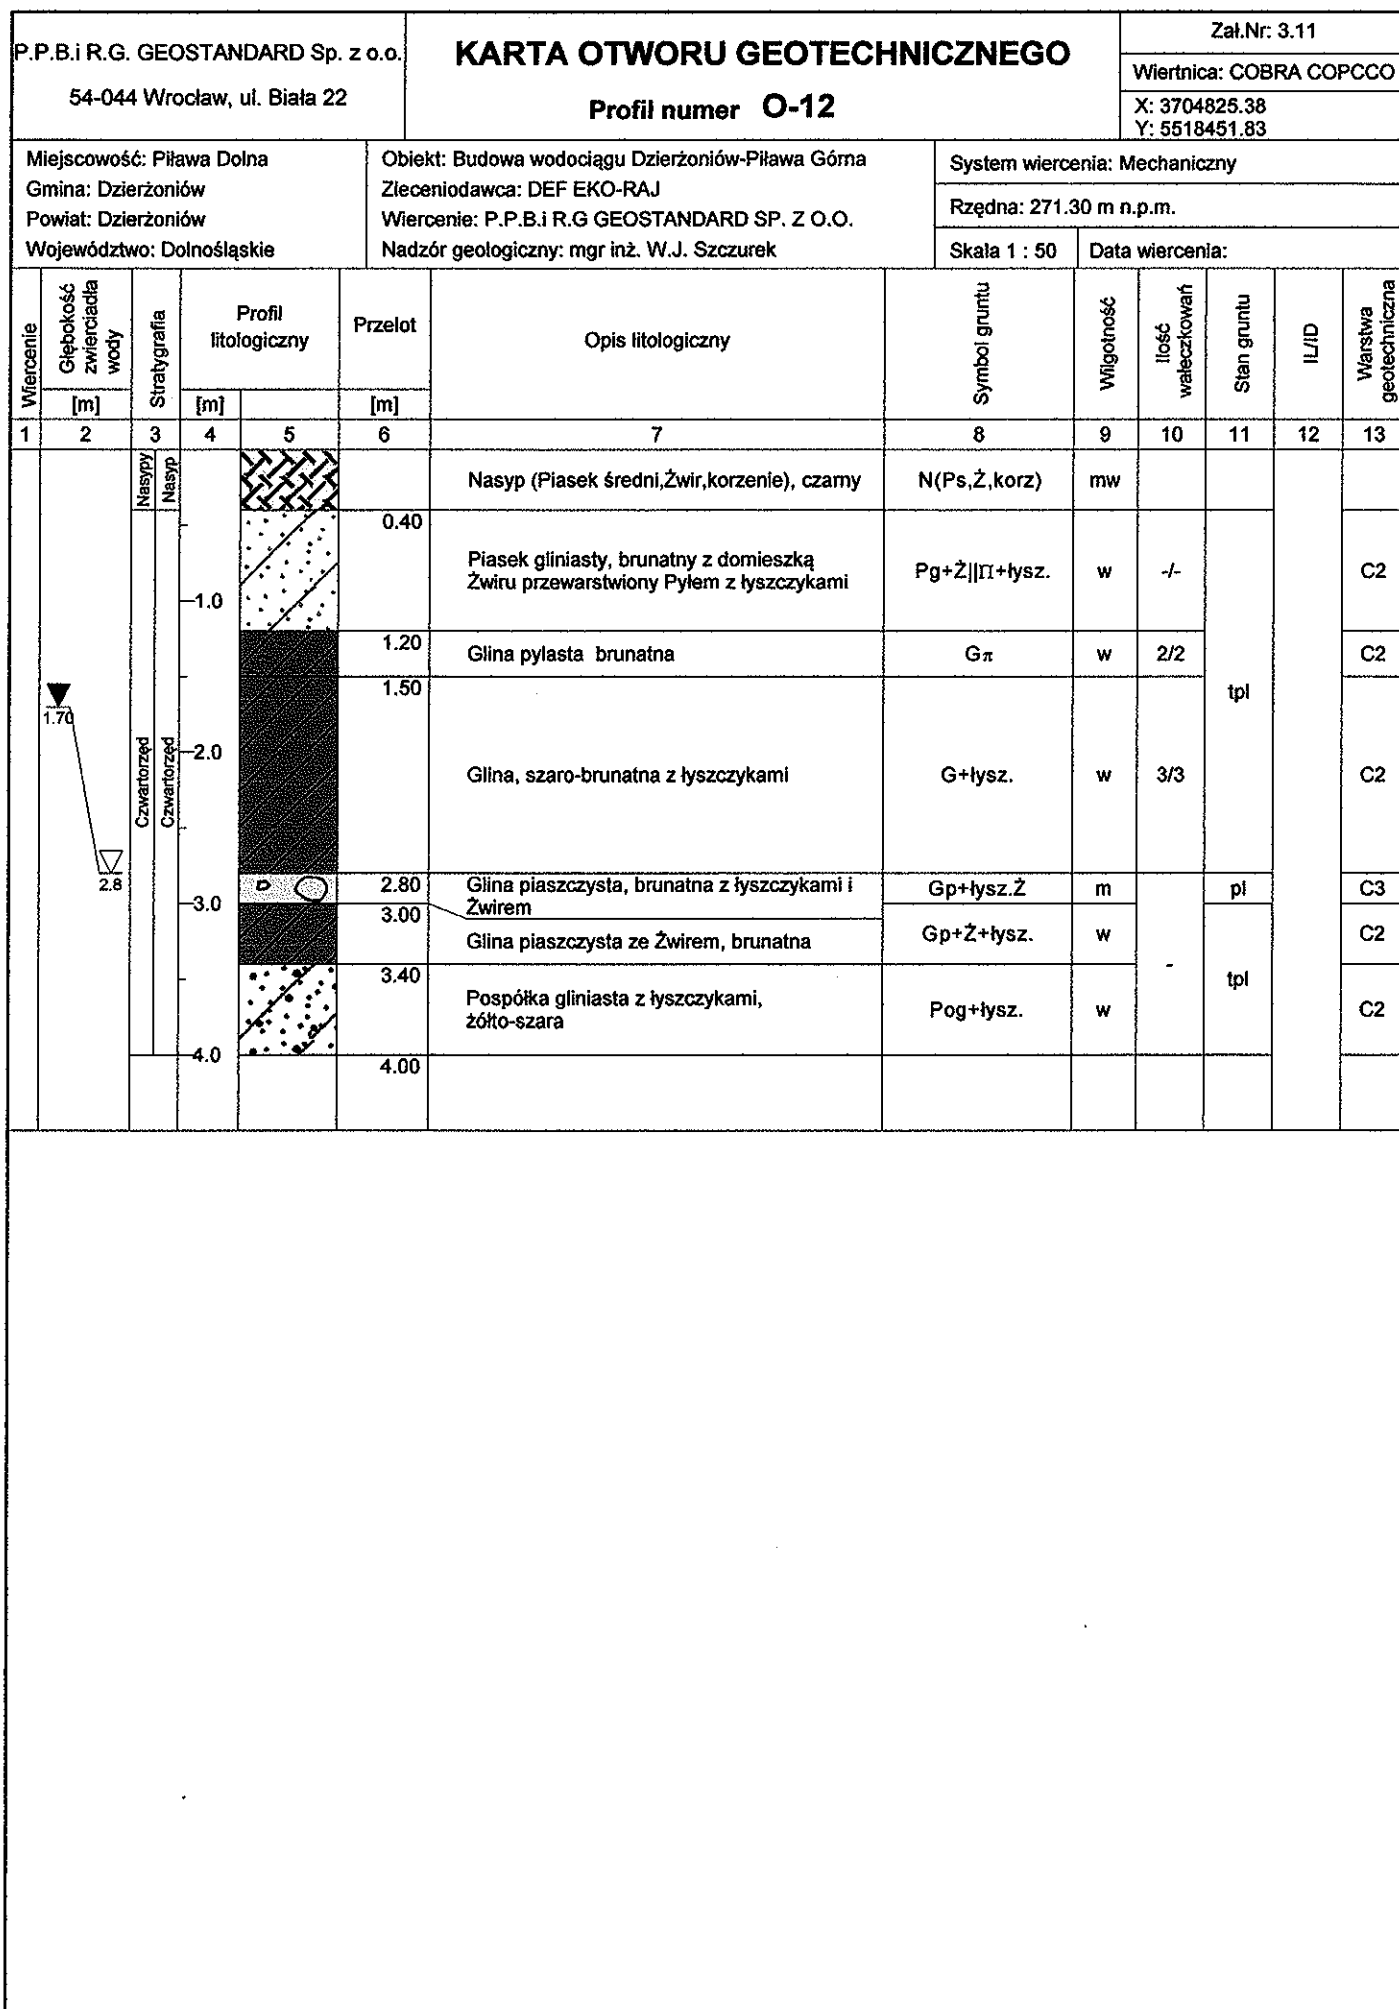 P.P.B.i R.G. GEOSTANDARD Sp. z o.o.
54-044 Wrocław, ul. Biała 22
KARTA OTWORU GEOTECHNICZNEGO
Profil numer O-12
Zał.Nr: 3.11
Wiertnica: COBRA COPCCO
X: 3704825.38
Y: 5518451.83
Miejscowość: Piława Dolna
Gmina: Dzierżoniów
Powiat: Dzierżoniów
Województwo: Dolnośląskie
Obiekt: Budowa wodociągu Dzierżoniów-Piława Górna
Zleceniodawca: DEF EKO-RAJ
Wiercenie: P.P.B.i R.G GEOSTANDARD SP. Z O.O.
Nadzór geologiczny: mgr inż. W.J. Szczurek
System wiercenia: Mechaniczny
Rzędna: 271.30 m n.p.m.
Skala 1 : 50
Data wiercenia:
Wiercenie
Głębokość
zwierciadła
wody
[m]
Stratygrafia
Profil
litologiczny
[m]
Przelot
[m]
Opis litologiczny
Symbol gruntu
Wilgotność
Ilość
wałeczkowań
Stan gruntu
IL/ID
Warstwa
geotechniczna
1 2 3 4 5 6 7 8 9 10 11 12 13
Nasypy
Nasyp
Nasyp (Piasek średni,Żwir,korzenie), czarny N(Ps,Ż,korz) mw
0.40
Piasek gliniasty, brunatny z domieszką
Żwiru przewarstwiony Pyłem z łyszczykami
Pg+Ż||Π+łysz. w -/- C2
1.0
1.20
Glina pylasta brunatna Gπ w 2/2 C2
1.50
tpl
1.70
Czwartorzęd
Czwartorzęd
2.0
Glina, szaro-brunatna z łyszczykami G+łysz. w 3/3 C2
2.8
2.80
Glina piaszczysta, brunatna z łyszczykami i
Żwirem
Gp+łysz.Ż m pl C3
3.0
3.00
Glina piaszczysta ze Żwirem, brunatna Gp+Ż+łysz. w C2
-
tpl
3.40
Pospółka gliniasta z łyszczykami,
żółto-szara
Pog+łysz. w C2
4.0
4.00